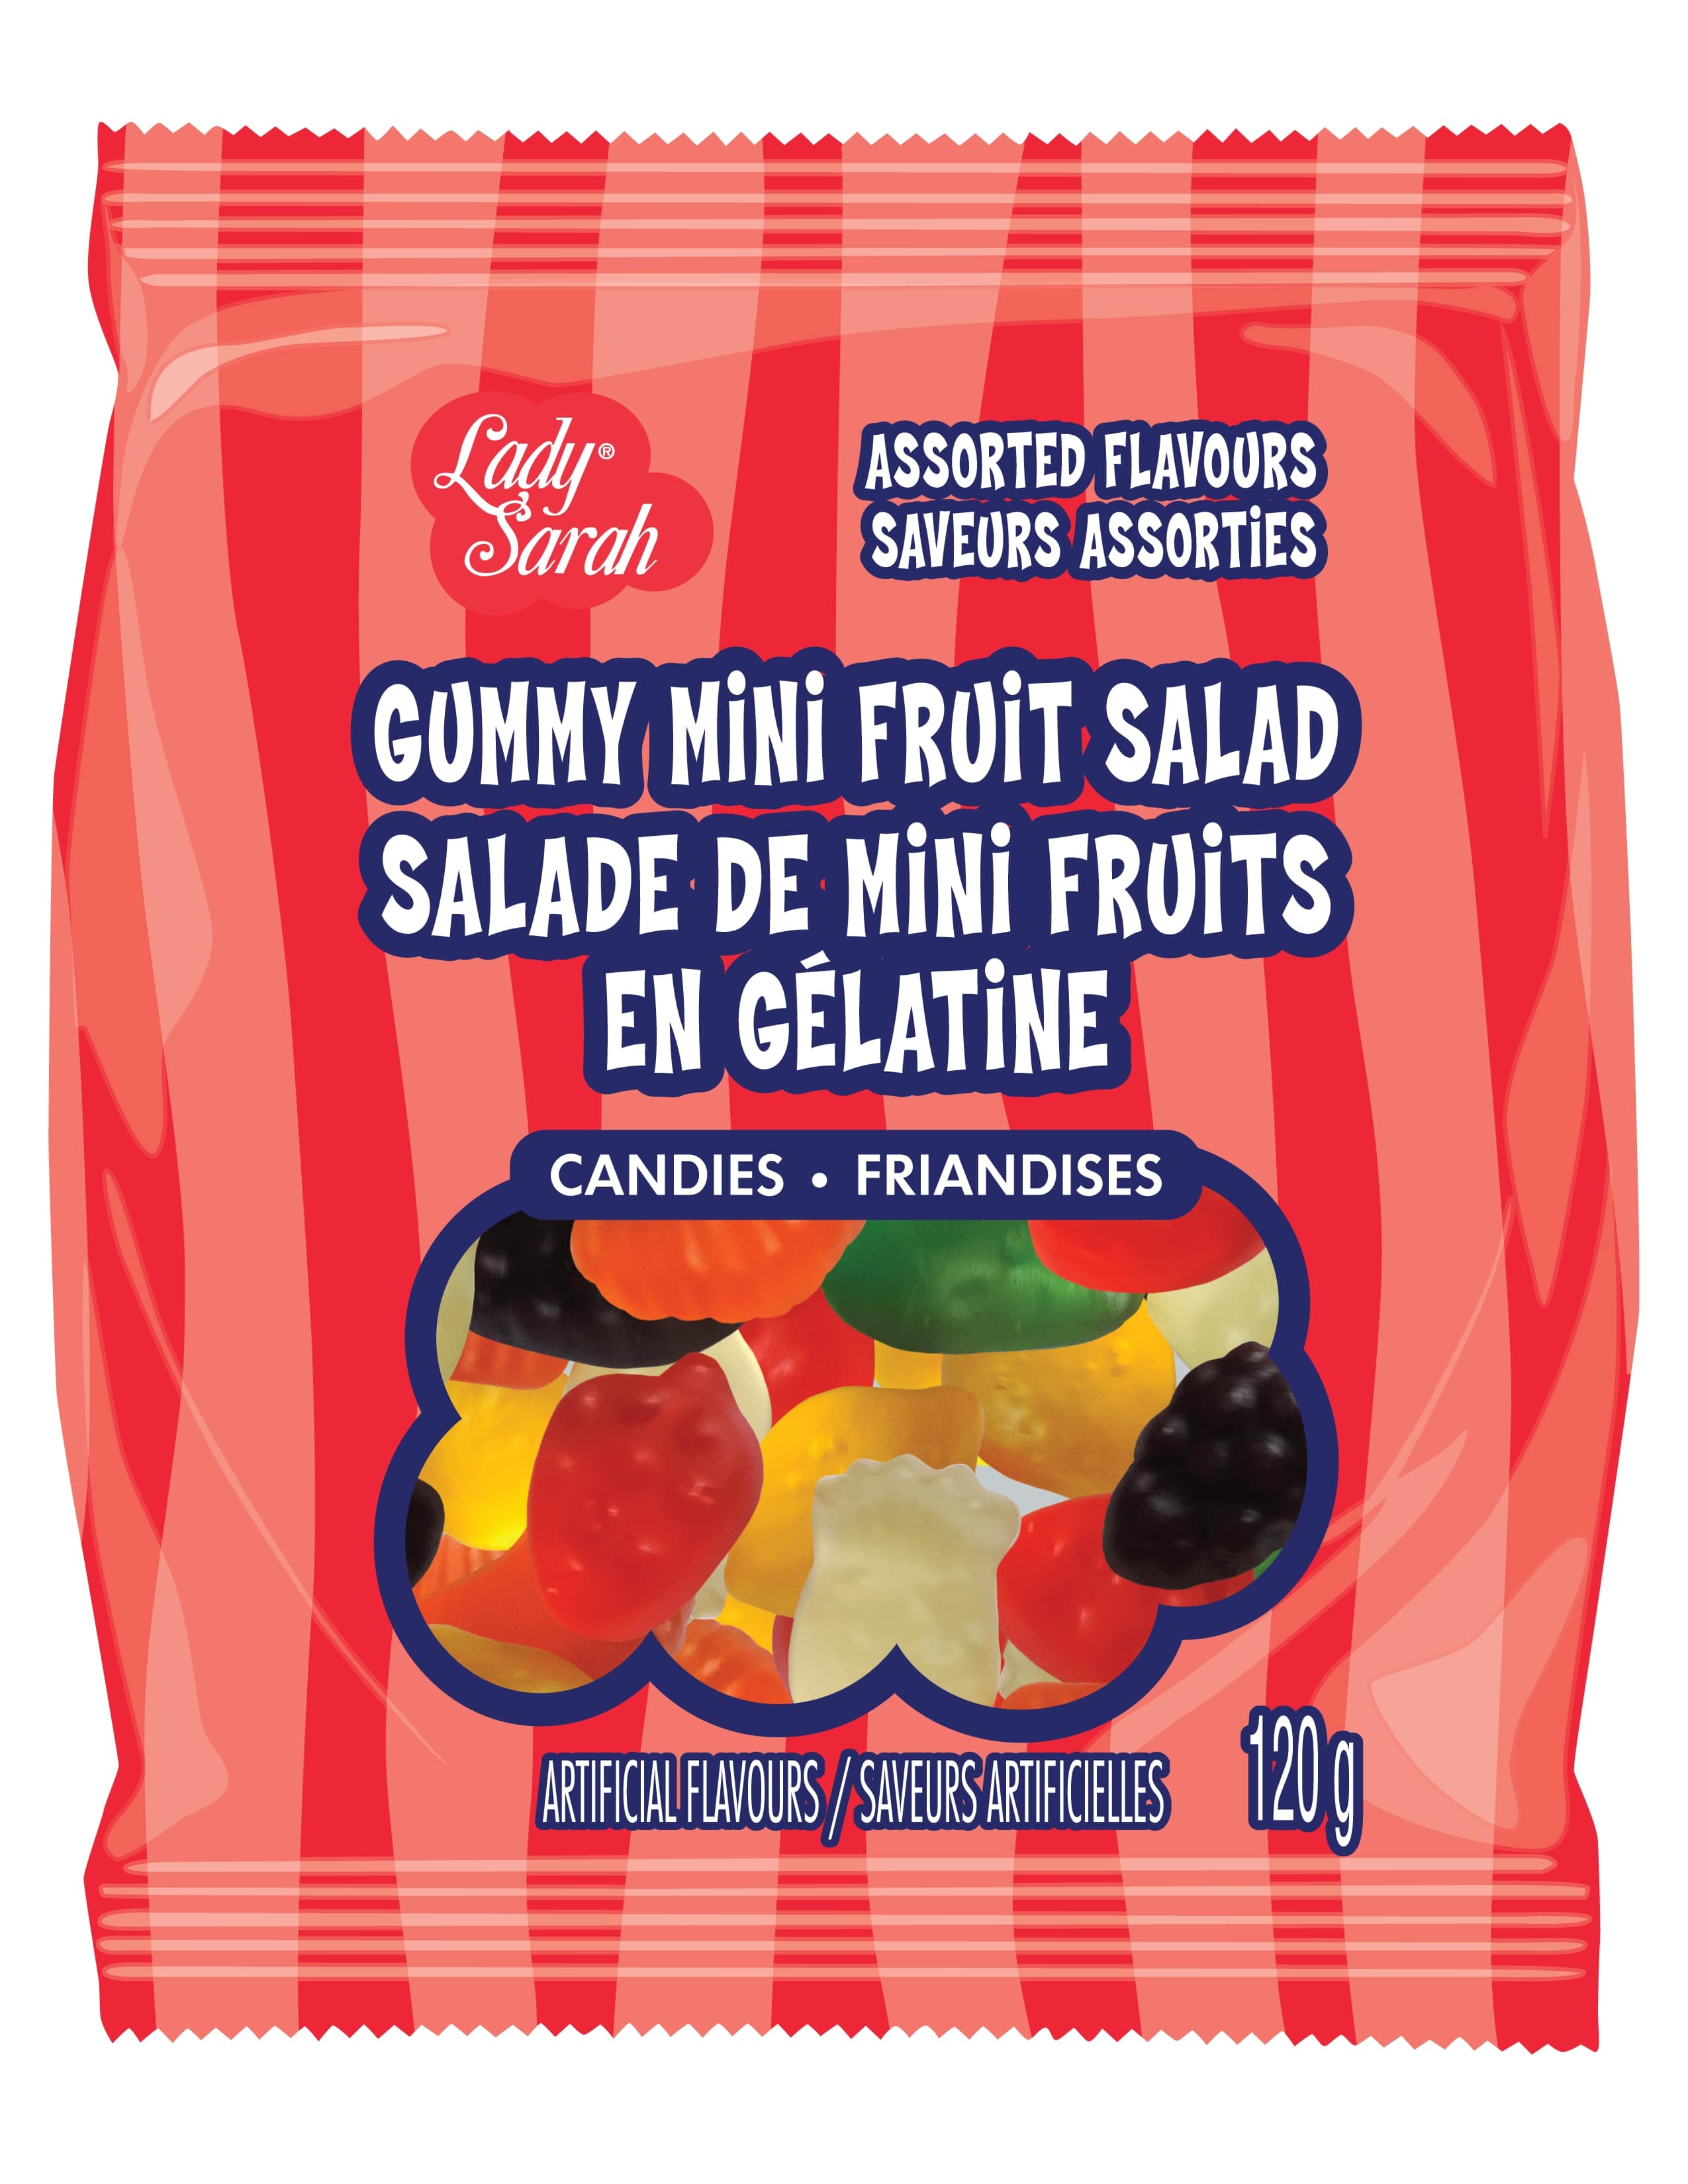 Lady®
Sarah
ASSORTED FLAVOURS
SAVEURS ASSORTiES
GUMMY MiNi FRUiT SALAD
SALADE DE MiNi FRUiTS
EN GÉLATiNE
CANDIES • FRIANDISES
ARTIFICIAL FLAVOURS / SAVEURS ARTIFICIELLES
120 g